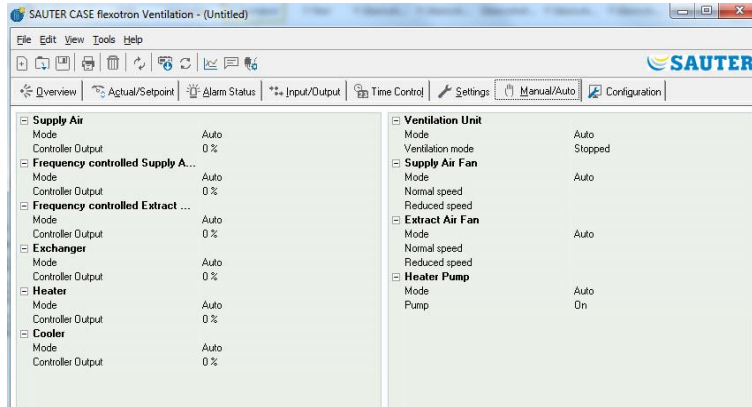 SAUTER CASE flexotron Ventilation - (Untitled)
File Edit View Tools Help
SAUTER
Overview Actual/Setpoint Alarm Status Input/Output Time Control Settings Manual/Auto Configuration
Supply Air
Mode Auto
Controller Output 0 %
Frequency controlled Supply A...
Mode Auto
Controller Output 0 %
Frequency controlled Extract ...
Mode Auto
Controller Output 0 %
Exchanger
Mode Auto
Controller Output 0 %
Heater
Mode Auto
Controller Output 0 %
Cooler
Mode Auto
Controller Output 0 %
Ventilation Unit
Mode Auto
Ventilation mode Stopped
Supply Air Fan
Mode Auto
Normal speed
Reduced speed
Extract Air Fan
Mode Auto
Normal speed
Reduced speed
Heater Pump
Mode Auto
Pump On